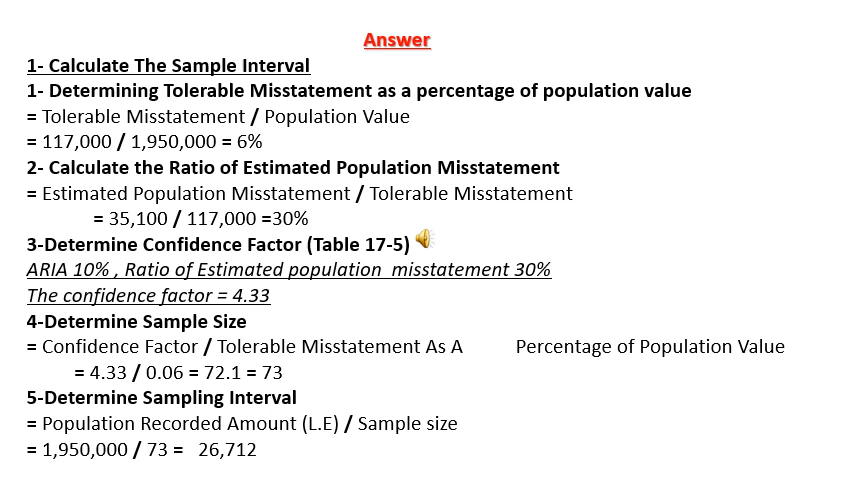 Answer
1- Calculate The Sample Interval
1- Determining Tolerable Misstatement as a percentage of population value
= Tolerable Misstatement / Population Value
= 117,000 / 1,950,000 = 6%
2- Calculate the Ratio of Estimated Population Misstatement
= Estimated Population Misstatement / Tolerable Misstatement
= 35,100 / 117,000 =30%
3-Determine Confidence Factor (Table 17-5)
ARIA 10% , Ratio of Estimated population misstatement 30%
The confidence factor = 4.33
4-Determine Sample Size
= Confidence Factor / Tolerable Misstatement As A Percentage of Population Value
= 4.33 / 0.06 = 72.1 = 73
5-Determine Sampling Interval
= Population Recorded Amount (L.E) / Sample size
= 1,950,000 / 73 = 26,712